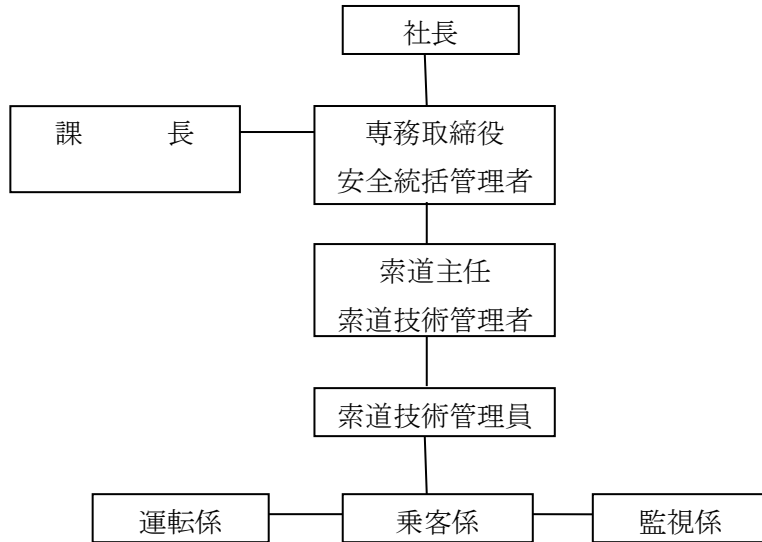 社長
課　　　長
専務取締役
安全統括管理者
索道主任
索道技術管理者
索道技術管理員
運転係
乗客係
監視係